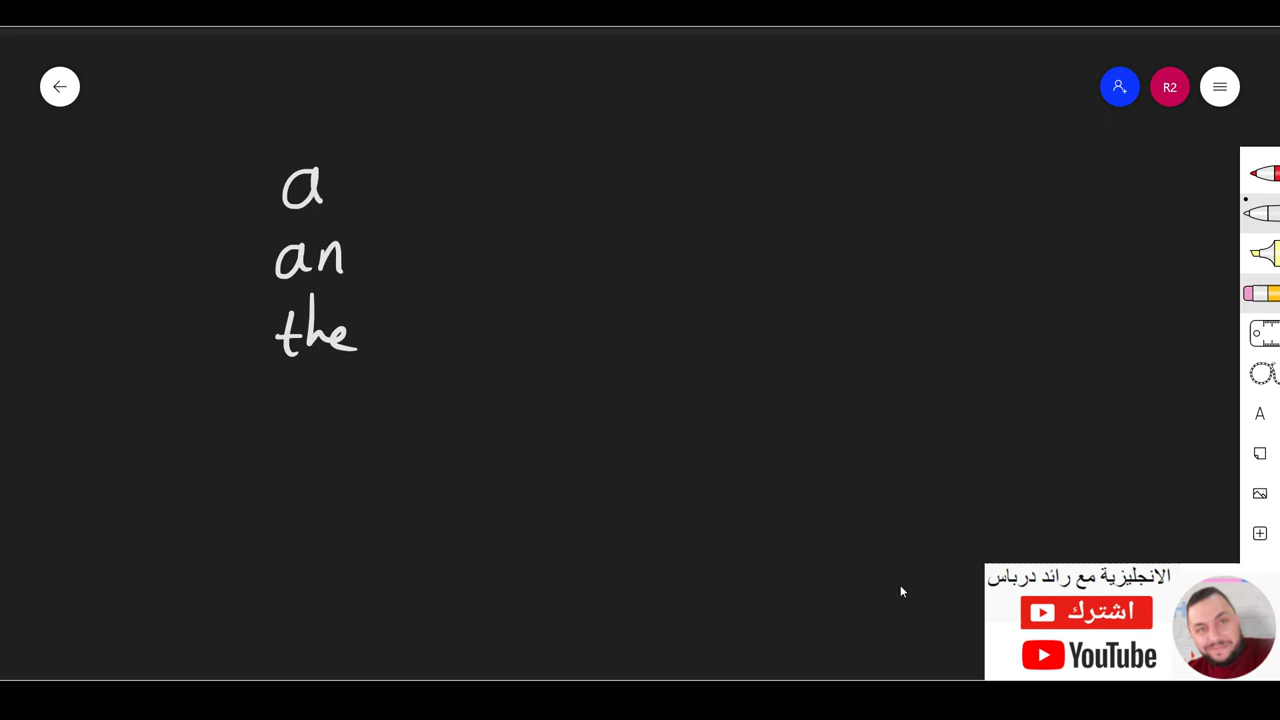 R2
a
an
the
A
الانجليزية مع رائد درباس
اشترك
YouTube